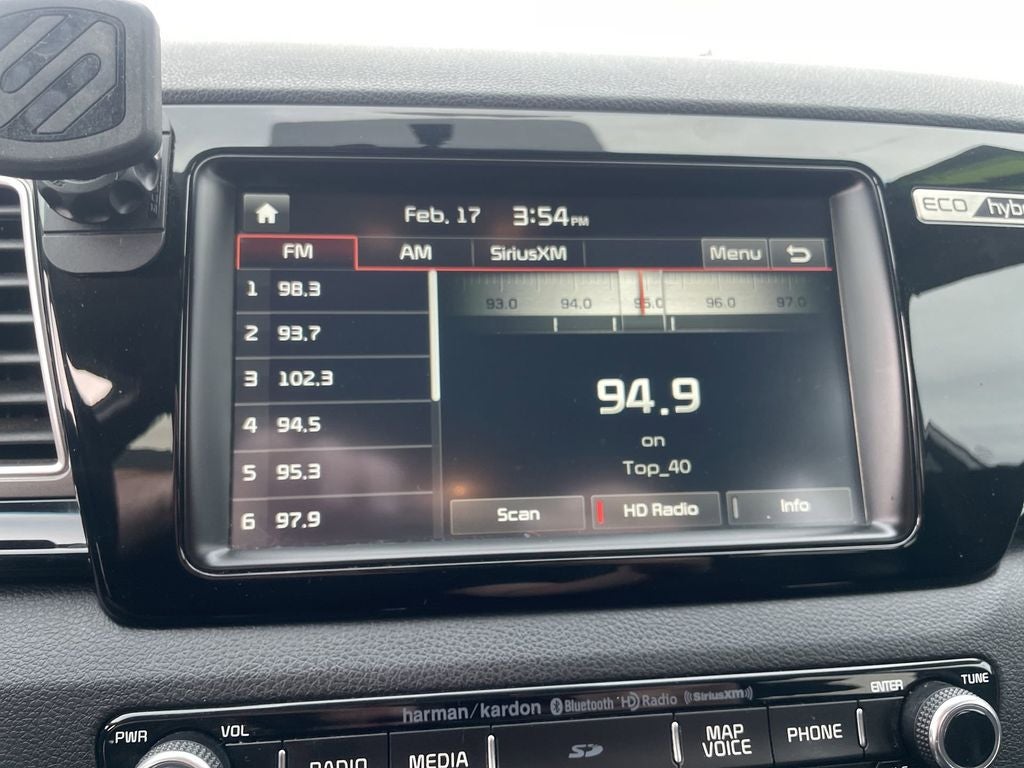 Feb. 17 3:54PM
FM AM SiriusXM Menu
1 98.3
2 93.7
3 102.3
4 94.5
5 95.3
6 97.9
93.0 94.0 95.0 96.0 97.0
94.9
on
Top_40
Scan HD Radio Info
ECO hybr
harman/kardon Bluetooth HD Radio ((SiriusXM))
PWR VOL ENTER TUNE
RADIO MEDIA SD MAP VOICE PHONE